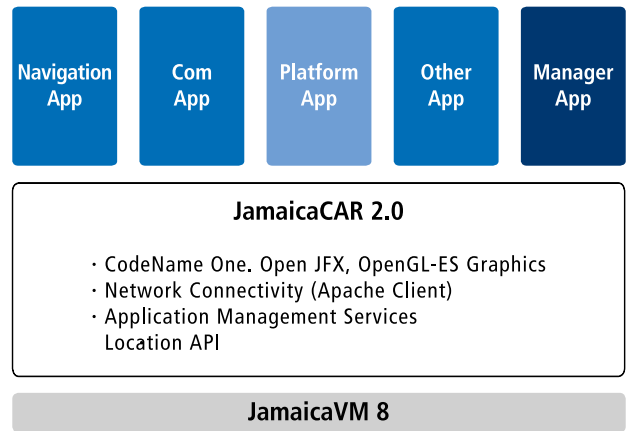 Navigation App
Com App
Platform App
Other App
Manager App
JamaicaCAR 2.0
· CodeName One. Open JFX, OpenGL-ES Graphics
· Network Connectivity (Apache Client)
· Application Management Services
Location API
JamaicaVM 8